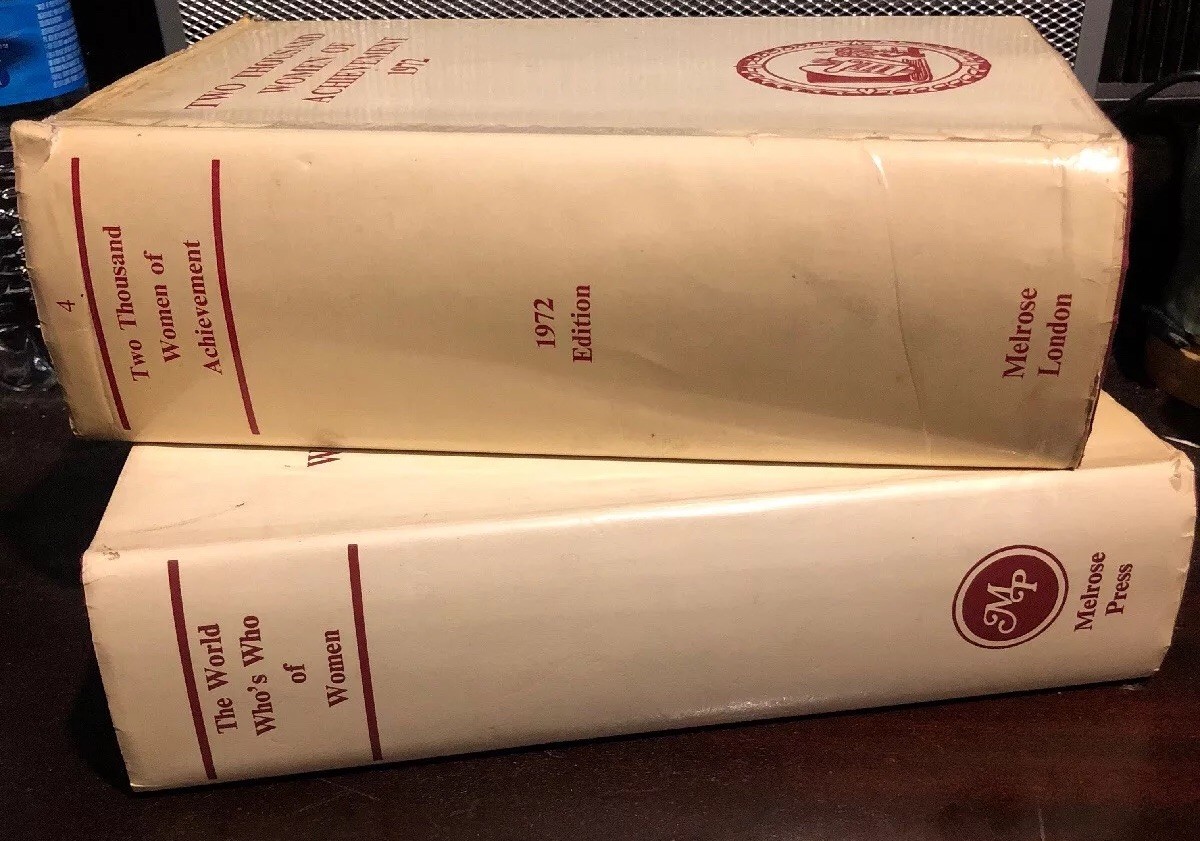 TWO THOUSAND
WOMEN OF
ACHIEVEMENT
1972
4
Two Thousand
Women of
Achievement
1972
Edition
Melrose
London
W
The World
Who's Who
of
Women
MP
Melrose
Press